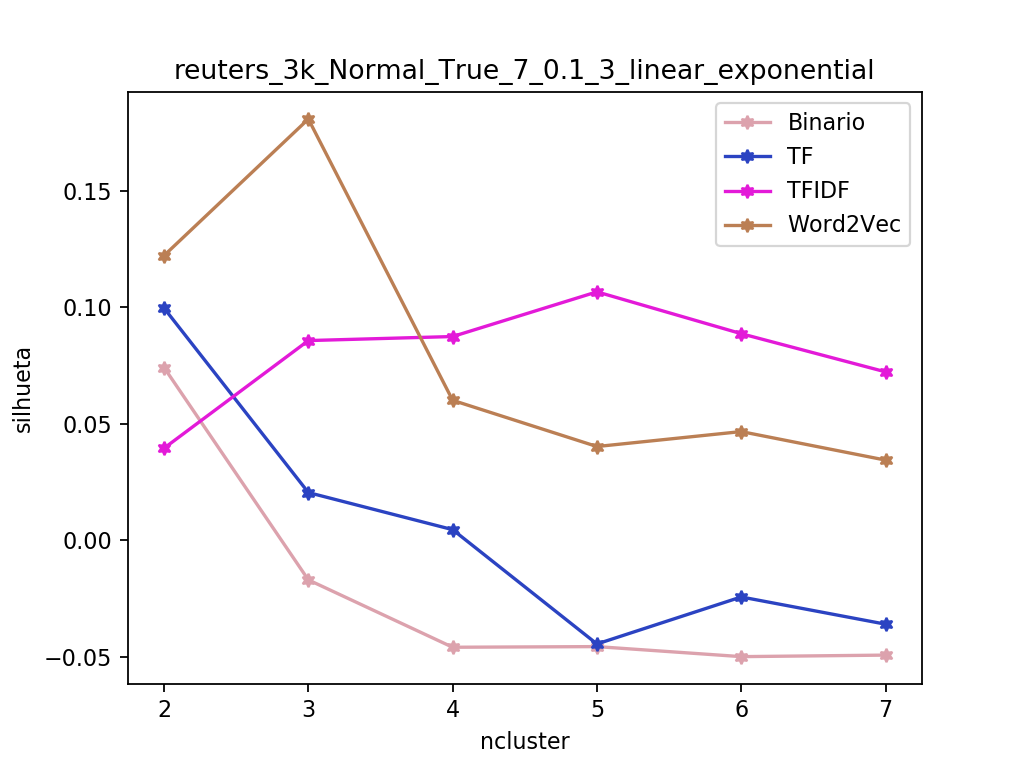 reuters_3k_Normal_True_7_0.1_3_linear_exponential
Binario
TF
TFIDF
Word2Vec
silhueta
0.15
0.10
0.05
0.00
−0.05
2 3 4 5 6 7
ncluster